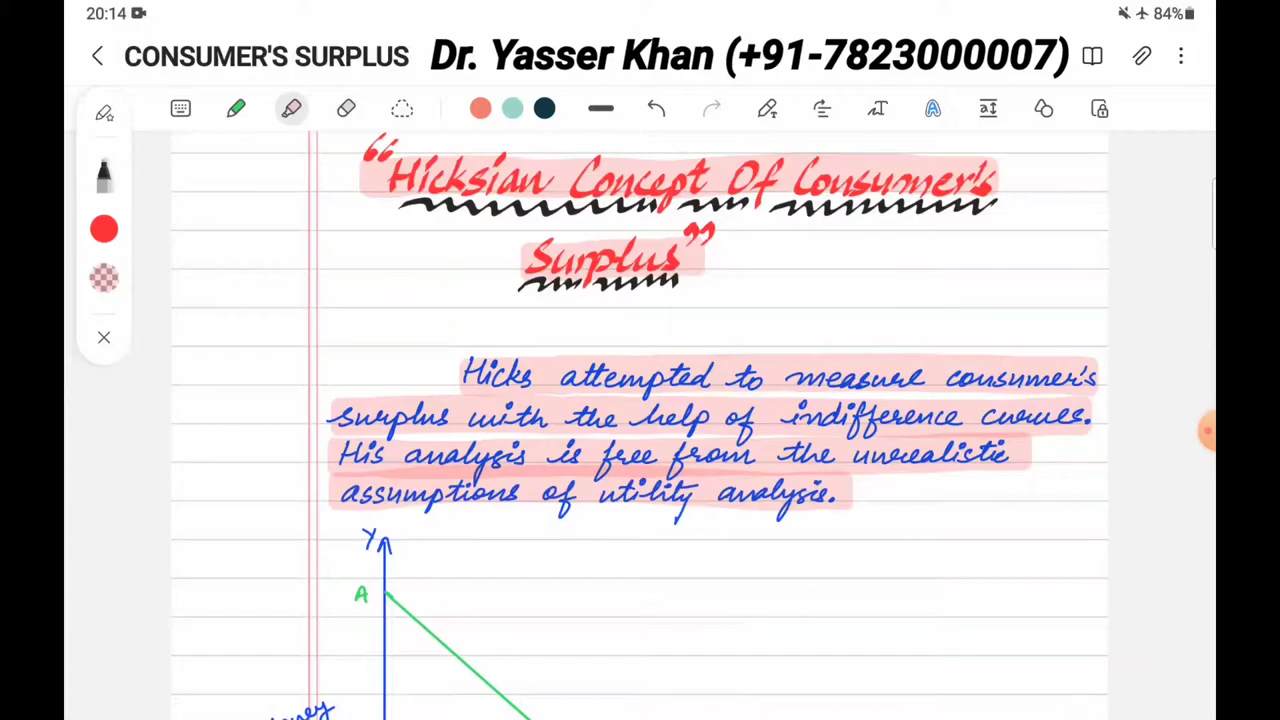 20:14
84%
CONSUMER'S SURPLUS Dr. Yasser Khan (+91-7823000007)
"Hicksian Concept Of Consumer's
Surplus"
Hicks attempted to measure consumer's
surplus with the help of indifference curves.
His analysis is free from the unrealistic
assumptions of utility analysis.
Y
A